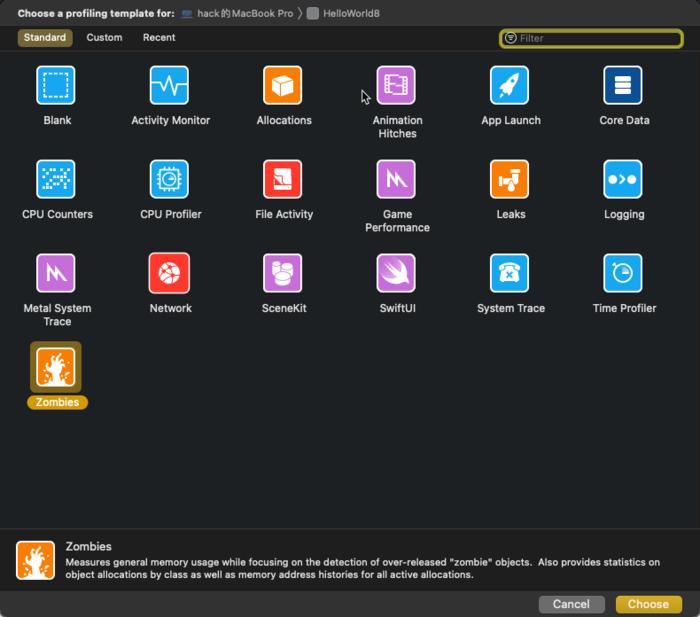 Choose a profiling template for: hack的MacBook Pro 〉 HelloWorld8
Standard Custom Recent Filter
Blank Activity Monitor Allocations Animation Hitches App Launch Core Data
CPU Counters CPU Profiler File Activity Game Performance Leaks Logging
Metal System Trace Network SceneKit SwiftUI System Trace Time Profiler
Zombies
Zombies
Measures general memory usage while focusing on the detection of over-released "zombie" objects. Also provides statistics on
object allocations by class as well as memory address histories for all active allocations.
Cancel Choose